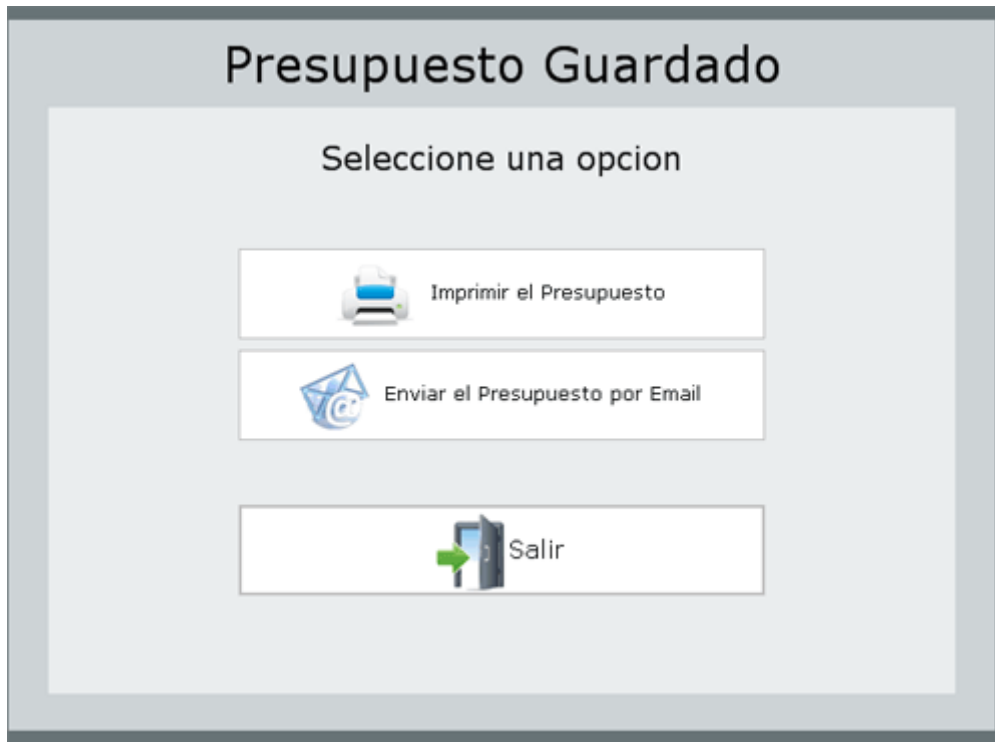 Presupuesto Guardado
Seleccione una opcion
Imprimir el Presupuesto
Enviar el Presupuesto por Email
Salir